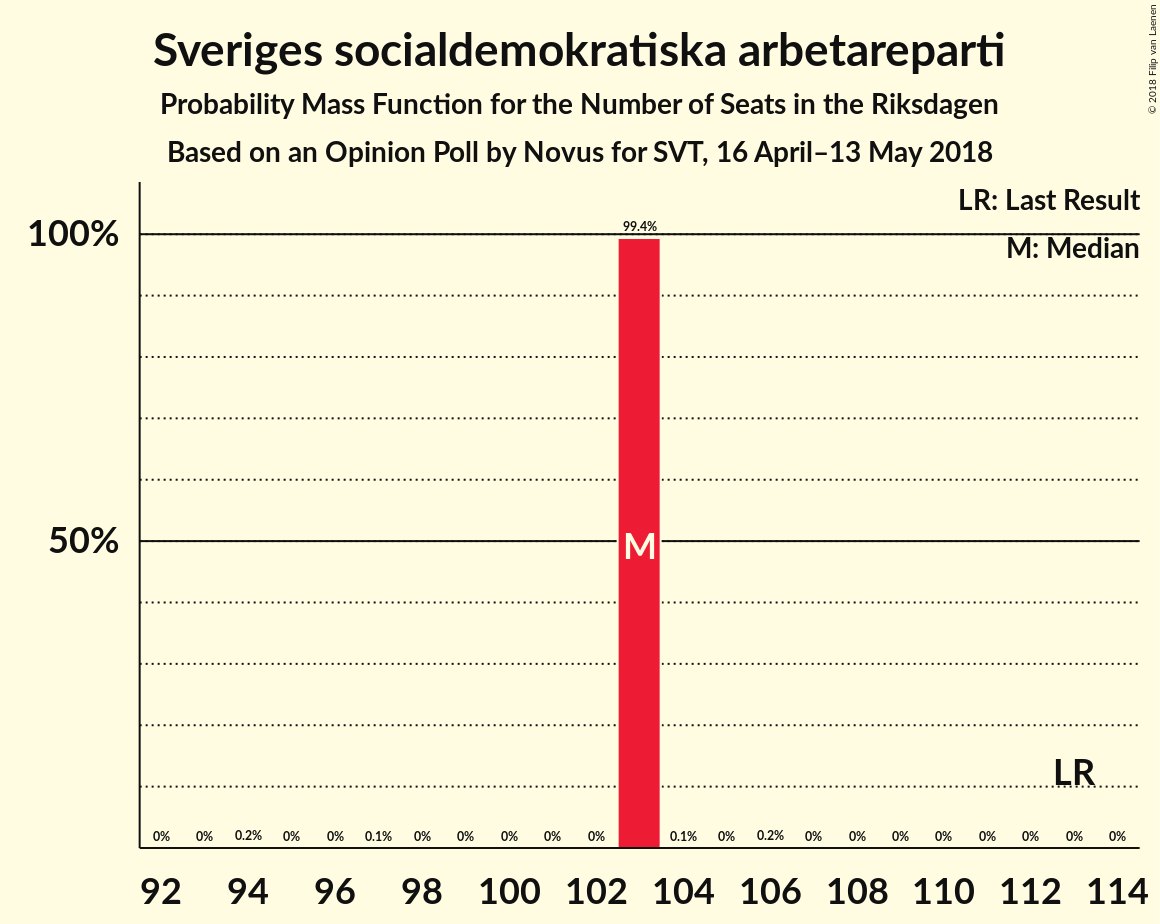 Sveriges socialdemokratiska arbetareparti
Probability Mass Function for the Number of Seats in the Riksdagen
Based on an Opinion Poll by Novus for SVT, 16 April–13 May 2018
© 2018 Filip van Laenen
LR: Last Result
M: Median
100%
50%
99.4%
M
LR
0% 0% 0.2% 0% 0% 0.1% 0% 0% 0% 0% 0% 0.1% 0% 0.2% 0% 0% 0% 0% 0% 0% 0% 0%
92 94 96 98 100 102 104 106 108 110 112 114